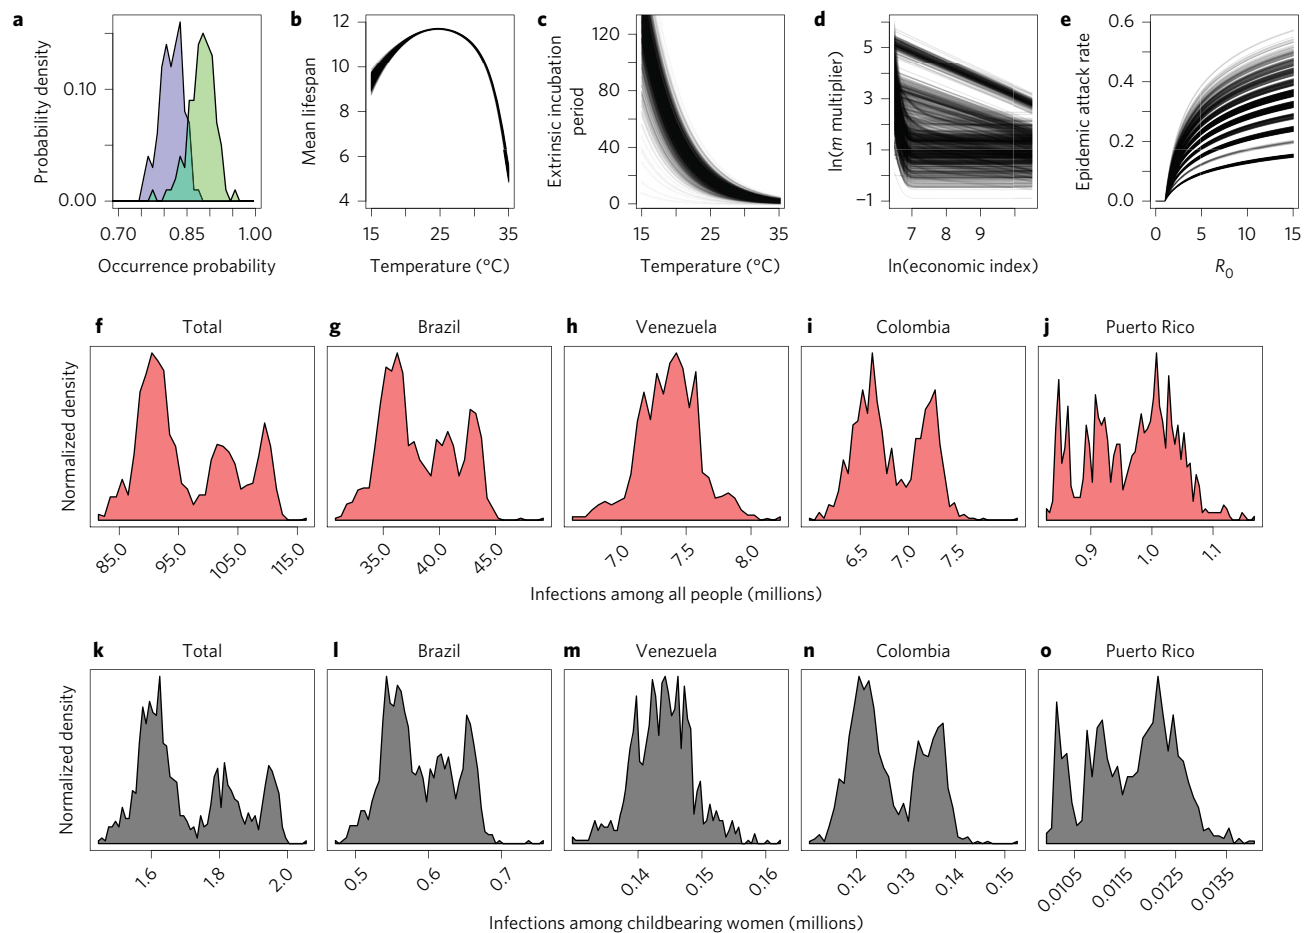 a
Probability density
0.10
0.00
0.70 0.85 1.00
Occurrence probability
b
Mean lifespan
12
10
8
6
4
15 25 35
Temperature (°C)
c
Extrinsic incubation
period
120
80
40
0
15 25 35
Temperature (°C)
d
ln(m multiplier)
5
3
1
−1
7 8 9
ln(economic index)
e
Epidemic attack rate
0.6
0.4
0.2
0.0
0 5 10 15
R0
f Total
g Brazil
h Venezuela
i Colombia
j Puerto Rico
Normalized density
85.0 95.0 105.0 115.0
35.0 40.0 45.0
7.0 7.5 8.0
6.5 7.0 7.5
0.9 1.0 1.1
Infections among all people (millions)
k Total
l Brazil
m Venezuela
n Colombia
o Puerto Rico
Normalized density
1.6 1.8 2.0
0.5 0.6 0.7
0.14 0.15 0.16
0.12 0.13 0.14 0.15
0.0105 0.0115 0.0125 0.0135
Infections among childbearing women (millions)